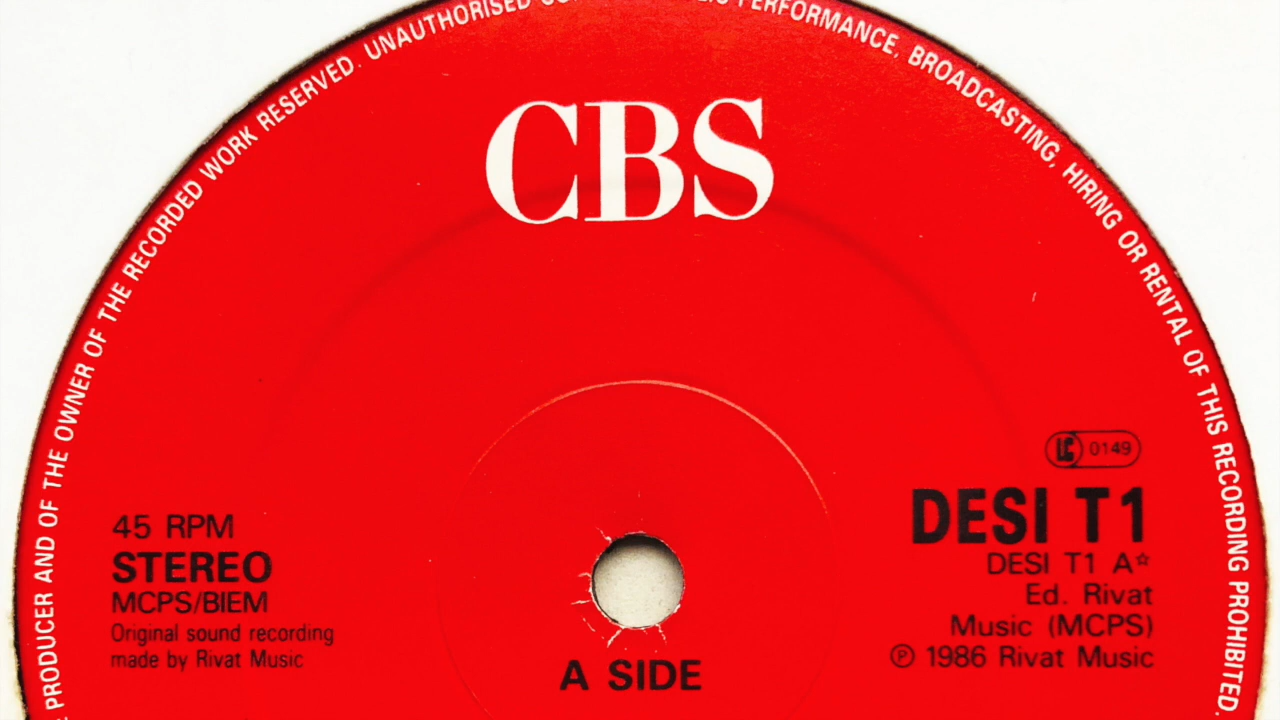 PRODUCER AND OF THE OWNER OF THE RECORDED WORK RESERVED. UNAUTHORISED PERFORMANCE, BROADCASTING, HIRING OR RENTAL OF THIS RECORDING PROHIBITED.
CBS
LC 0149
45 RPM
STEREO
MCPS/BIEM
Original sound recording
made by Rivat Music
DESI T1
DESI T1 A☆
Ed. Rivat
Music (MCPS)
℗ 1986 Rivat Music
A SIDE